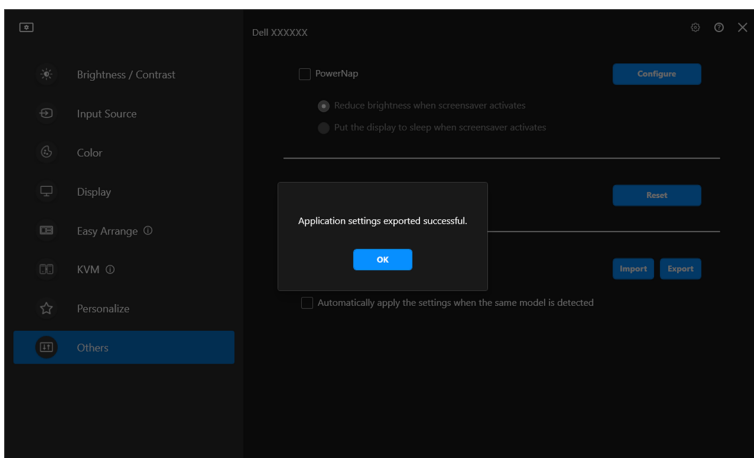 Dell XXXXXX
Brightness / Contrast
Input Source
Color
Display
Easy Arrange
KVM
Personalize
Others
PowerNap
Configure
Reduce brightness when screensaver activates
Put the display to sleep when screensaver activates
Reset
Application settings exported successful.
OK
Import
Export
Automatically apply the settings when the same model is detected